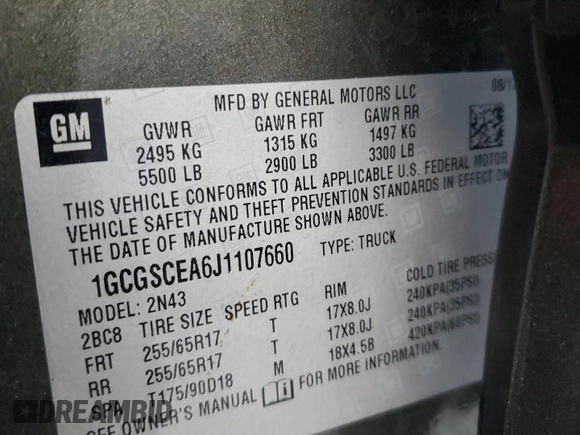 MFD BY GENERAL MOTORS LLC
08/1
GM
GVWR GAWR FRT GAWR RR
2495 KG 1315 KG 1497 KG
5500 LB 2900 LB 3300 LB
THIS VEHICLE CONFORMS TO ALL APPLICABLE U.S. FEDERAL MOTOR
VEHICLE SAFETY AND THEFT PREVENTION STANDARDS IN EFFECT ON
THE DATE OF MANUFACTURE SHOWN ABOVE.
1GCGSCEA6J1107660 TYPE: TRUCK
MODEL: 2N43
2BC8 TIRE SIZE SPEED RTG RIM COLD TIRE PRESS
FRT 255/65R17 T 17X8.0J 240KPA(35PSI)
RR 255/65R17 T 17X8.0J 240KPA(35PSI)
SPA T175/90D18 M 18X4.5B 420KPA(60PSI)
SEE OWNER'S MANUAL FOR MORE INFORMATION.
DREAMBID